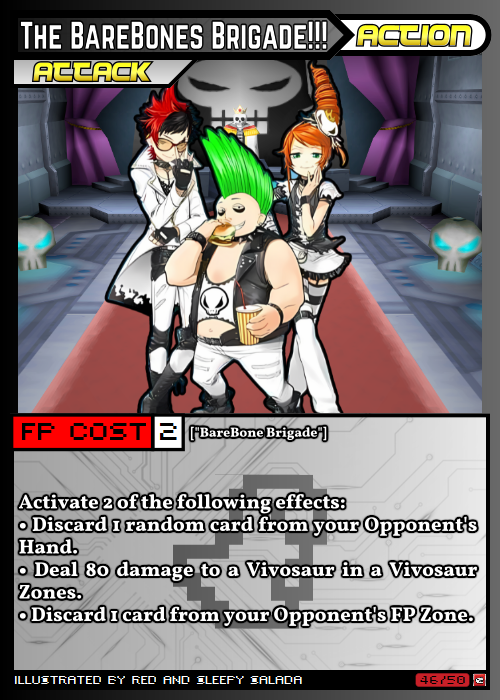 The BareBones Brigade!!! ACTION
ATTACK
FP COST 2 ["BareBone Brigade"]
Activate 2 of the following effects:
• Discard 1 random card from your Opponent's
Hand.
• Deal 80 damage to a Vivosaur in a Vivosaur
Zones.
• Discard 1 card from your Opponent's FP Zone.
ILLUSTRATED BY RED AND SLEEPY SALADA
46/50